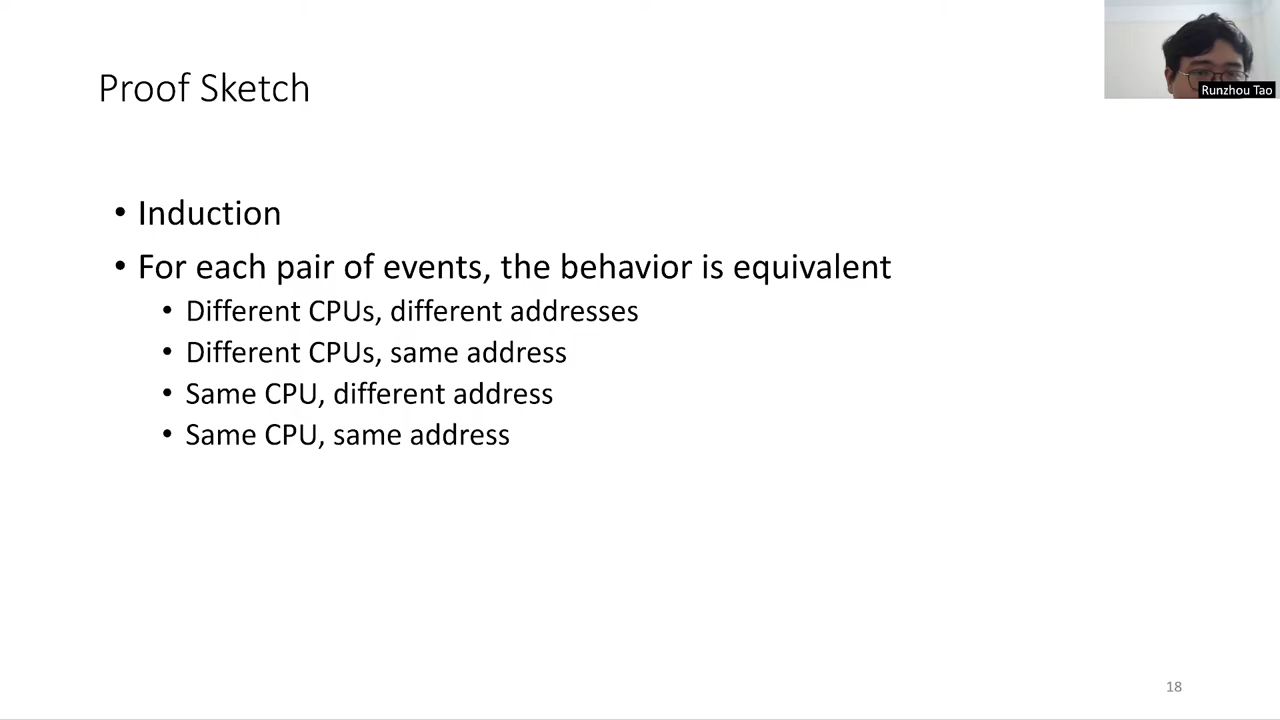 Runzhou Tao
Proof Sketch
• Induction
• For each pair of events, the behavior is equivalent
• Different CPUs, different addresses
• Different CPUs, same address
• Same CPU, different address
• Same CPU, same address
18